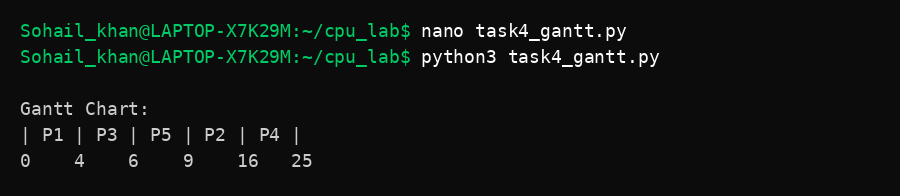 Sohail_khan@LAPTOP-X7K29M:~/cpu_lab$ nano task4_gantt.py
Sohail_khan@LAPTOP-X7K29M:~/cpu_lab$ python3 task4_gantt.py
Gantt Chart:
| P1 | P3 | P5 | P2 | P4 |
0    4    6    9    16   25